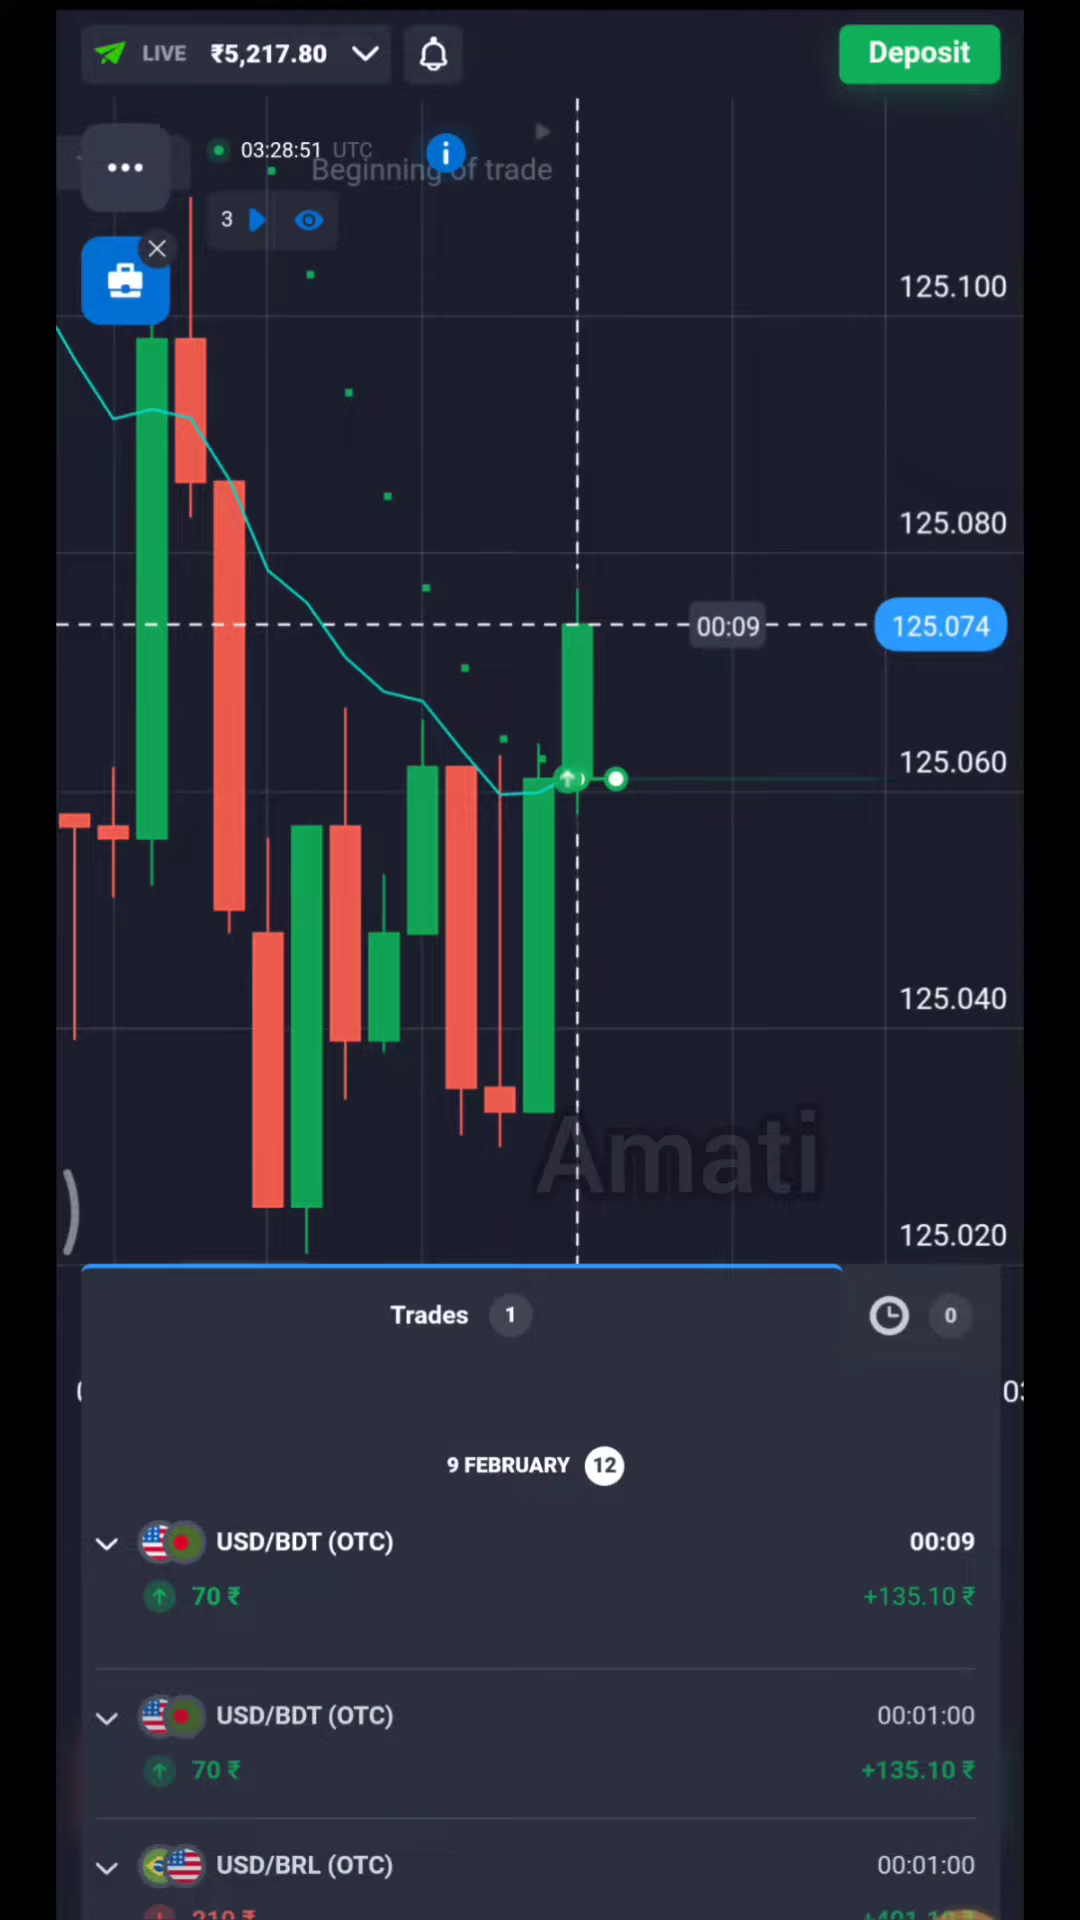 LIVE ₹5,217.80
Deposit
03:28:51 UTC
Beginning of trade
3
125.100
125.080
00:09
125.074
125.060
125.040
Amati
125.020
Trades 1
0
9 FEBRUARY 12
USD/BDT (OTC) 00:09
70 ₹ +135.10 ₹
USD/BDT (OTC) 00:01:00
70 ₹ +135.10 ₹
USD/BRL (OTC) 00:01:00